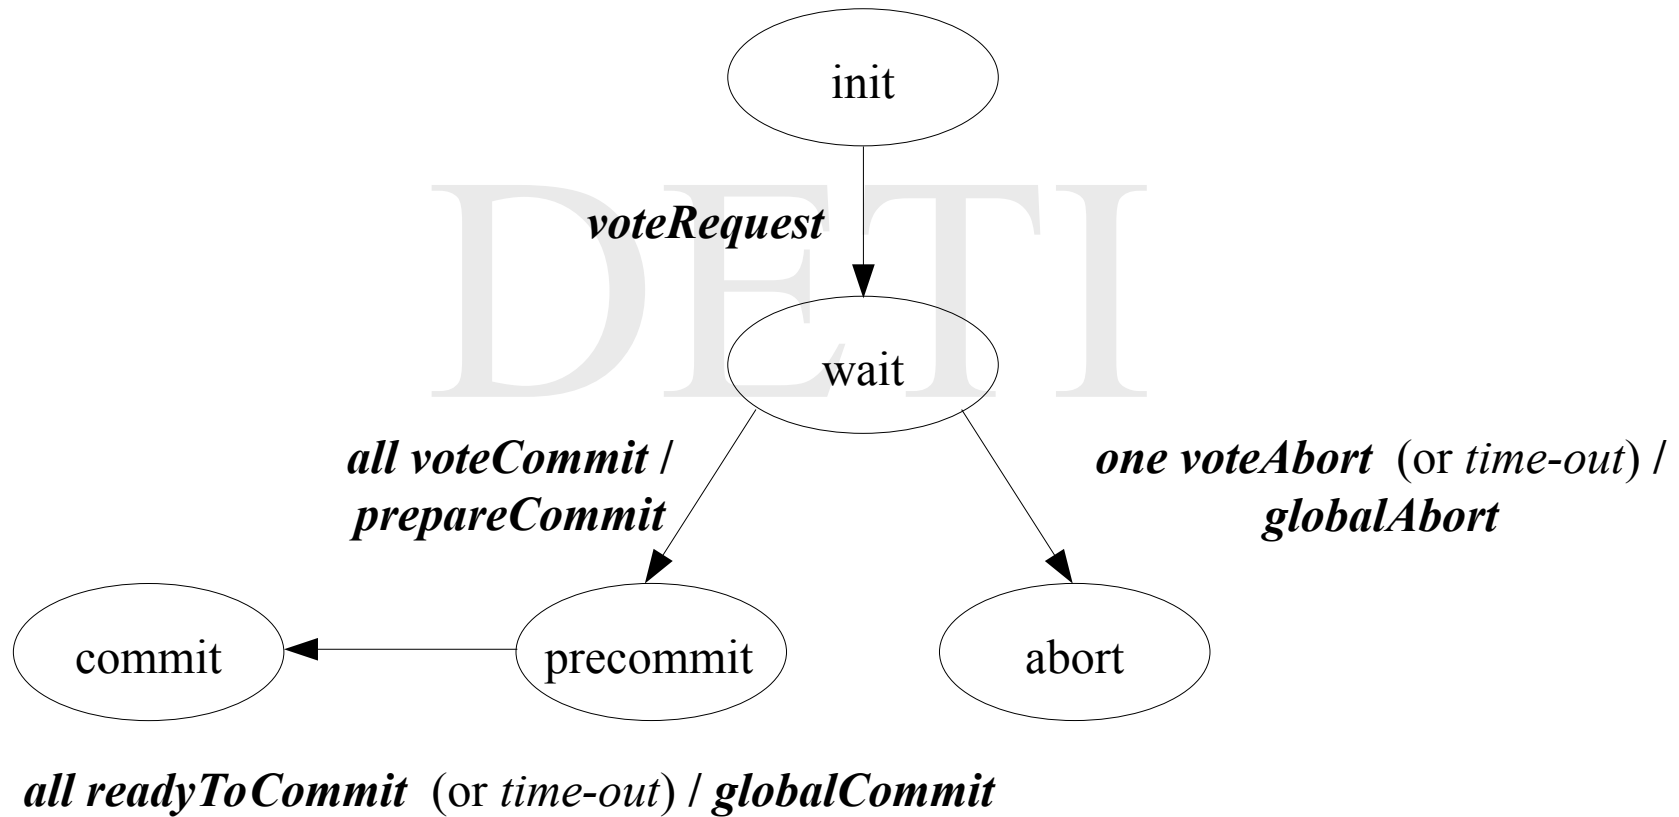 init
DETI
voteRequest
wait
all voteCommit /
prepareCommit
one voteAbort (or time-out) /
globalAbort
commit
precommit
abort
all readyToCommit (or time-out) / globalCommit